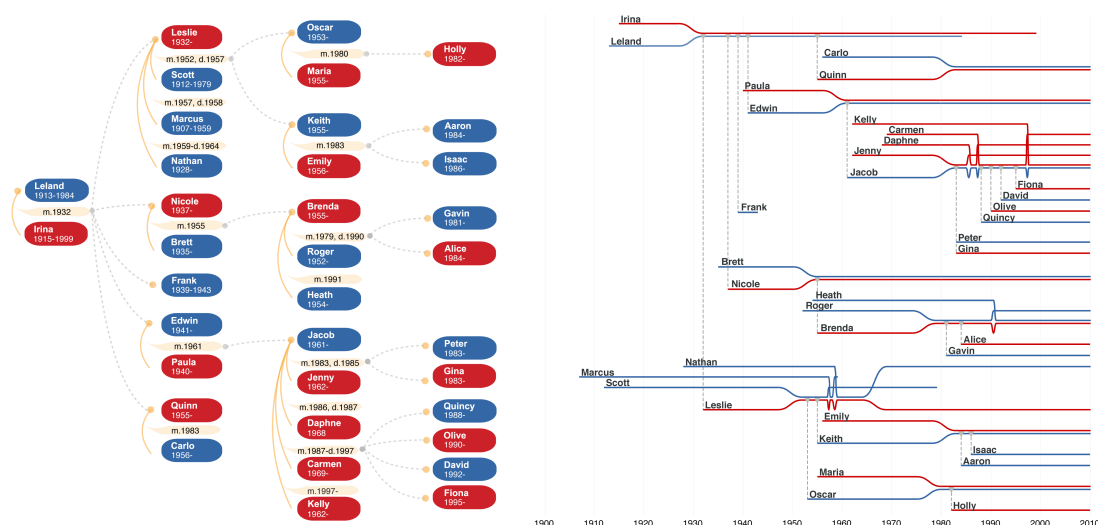 Leslie
1932-
m.1952, d.1957
Scott
1912-1979
m.1957, d.1958
Marcus
1907-1959
m.1959-d.1964
Nathan
1928-
Leland
1913-1984
m.1932
Irina
1915-1999
Nicole
1937-
m.1955
Brett
1935-
Frank
1939-1943
Edwin
1941-
m.1961
Paula
1940-
Quinn
1955-
m.1983
Carlo
1956-
Oscar
1953-
m.1980
Maria
1955-
Keith
1955-
m.1983
Emily
1956-
Brenda
1955-
m.1979, d.1990
Roger
1952-
m.1991
Heath
1954-
Jacob
1961-
m.1983, d.1985
Jenny
1962-
m.1986, d.1987
Daphne
1968
m.1987-d.1997
Carmen
1969-
m.1997-
Kelly
1962-
Holly
1982-
Aaron
1984-
Isaac
1986-
Gavin
1981-
Alice
1984-
Peter
1983-
Gina
1983-
Quincy
1988-
Olive
1990-
David
1992-
Fiona
1995-
Irina
Leland
Carlo
Quinn
Paula
Edwin
Kelly
Carmen
Daphne
Jenny
Jacob
Fiona
David
Olive
Frank
Quincy
Peter
Gina
Brett
Nicole
Heath
Roger
Brenda
Alice
Gavin
Nathan
Marcus
Scott
Leslie
Emily
Keith
Isaac
Aaron
Maria
Oscar
Holly
1900 1910 1920 1930 1940 1950 1960 1970 1980 1990 2000 2010